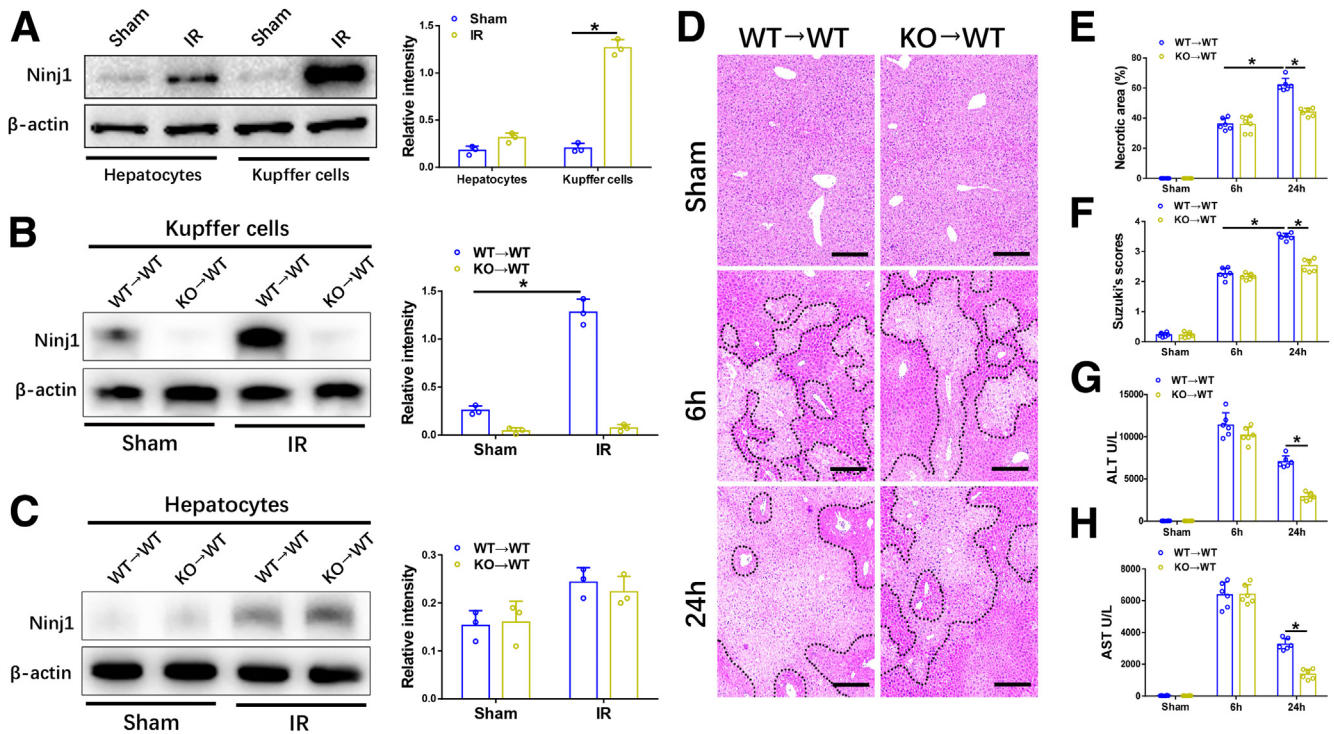 A
Sham
IR
Sham
IR
Ninj1
β-actin
Hepatocytes
Kupffer cells
Relative intensity
1.5
1.0
0.5
0.0
Sham
IR
*
Hepatocytes
Kupffer cells
B
Kupffer cells
WT→WT
KO→WT
WT→WT
KO→WT
Ninj1
β-actin
Sham
IR
Relative intensity
1.5
1.0
0.5
0.0
WT→WT
KO→WT
*
Sham
IR
C
Hepatocytes
WT→WT
KO→WT
WT→WT
KO→WT
Ninj1
β-actin
Sham
IR
Relative intensity
0.3
0.2
0.1
0.0
WT→WT
KO→WT
Sham
IR
D
WT→WT
KO→WT
Sham
6h
24h
E
WT→WT
KO→WT
Necrotic area (%)
80
60
40
20
0
*
*
Sham
6h
24h
F
WT→WT
KO→WT
Suzuki's scores
4
3
2
1
0
*
*
Sham
6h
24h
G
WT→WT
KO→WT
ALT U/L
15000
10000
5000
0
*
Sham
6h
24h
H
WT→WT
KO→WT
AST U/L
8000
6000
4000
2000
0
*
Sham
6h
24h